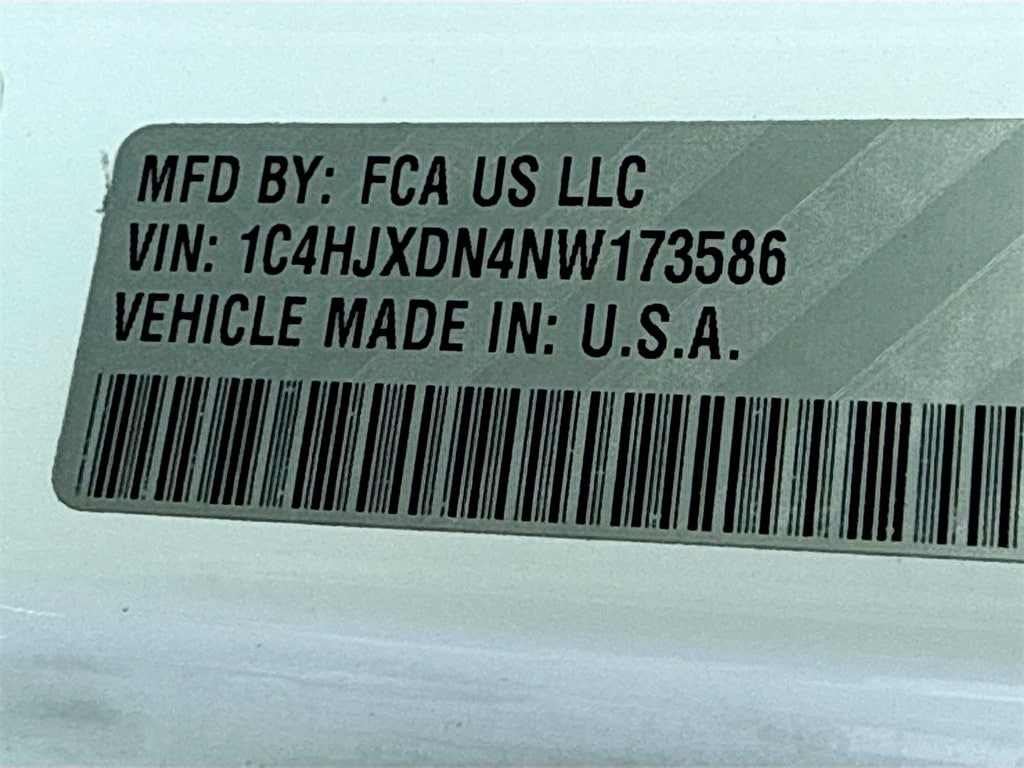 MFD BY: FCA US LLC
VIN: 1C4HJXDN4NW173586
VEHICLE MADE IN: U.S.A.